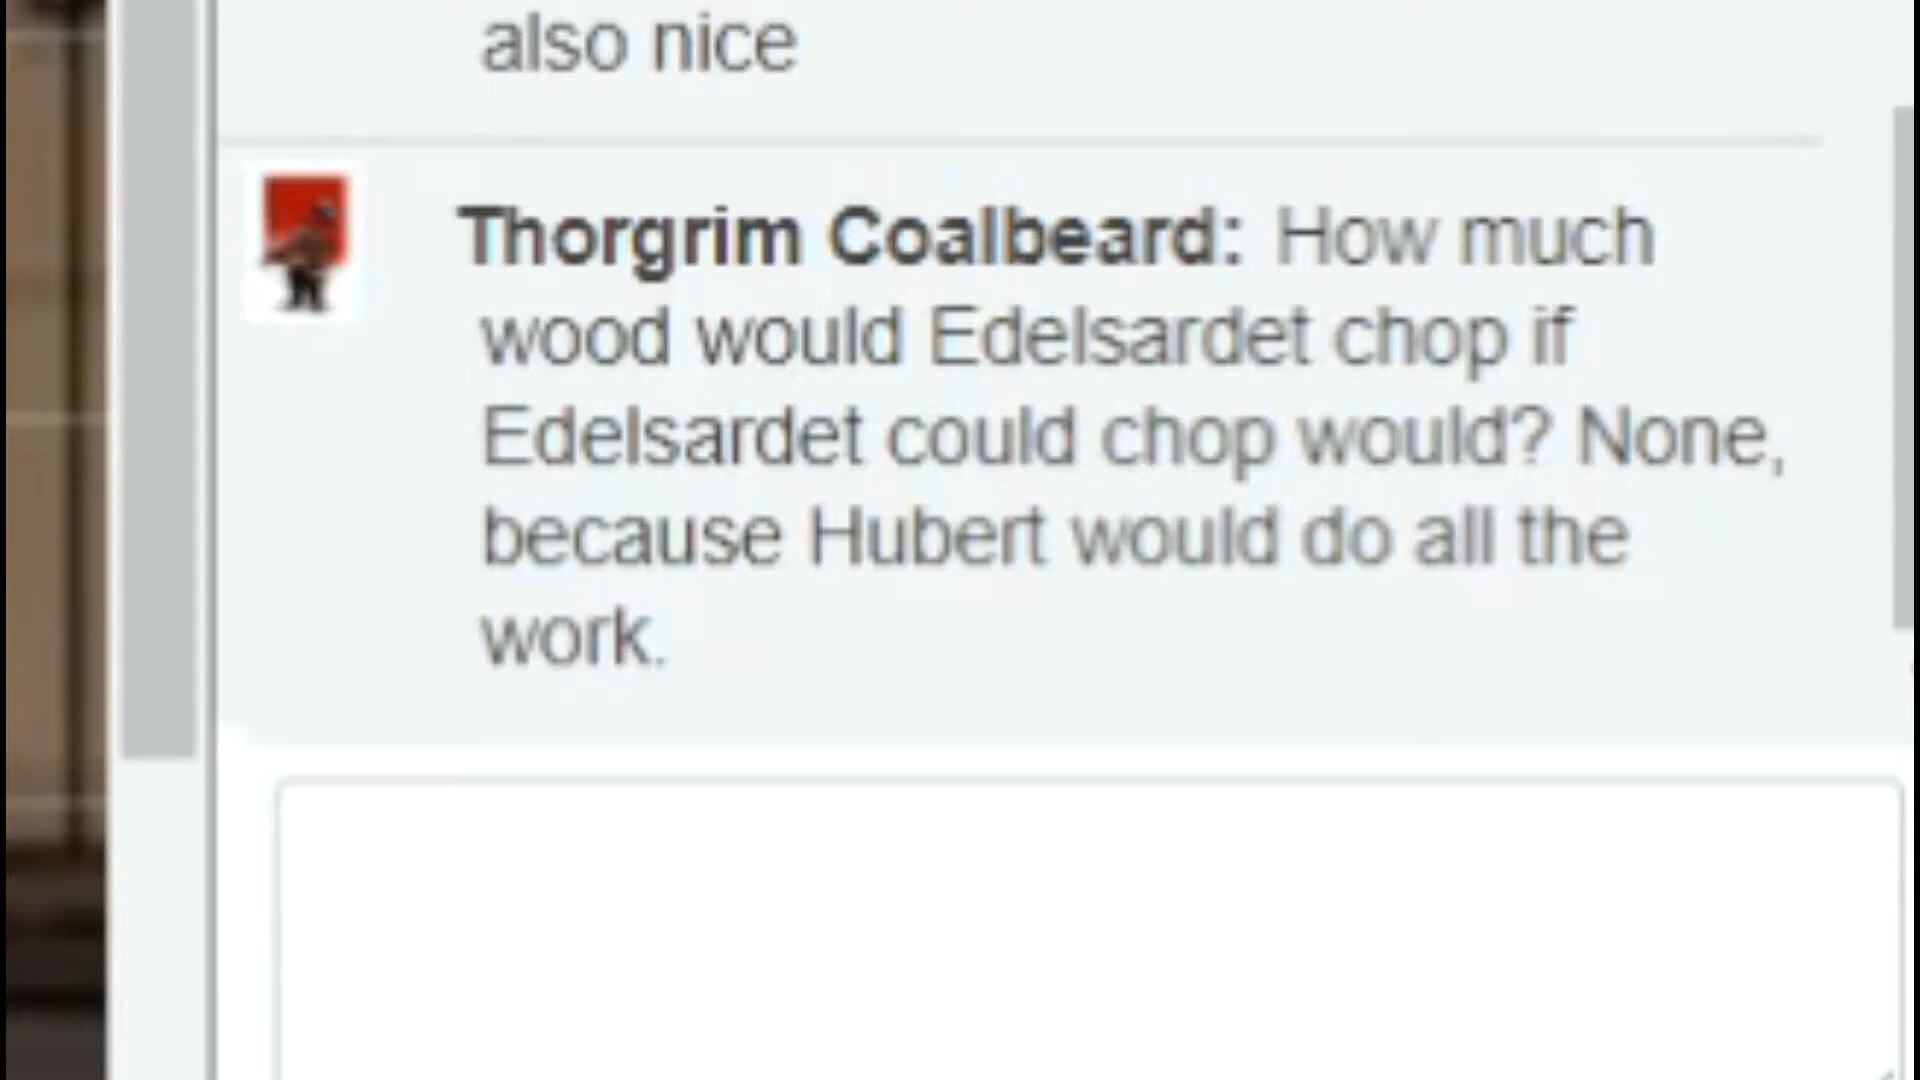 also nice
Thorgrim Coalbeard: How much
wood would Edelsardet chop if
Edelsardet could chop would? None,
because Hubert would do all the
work.